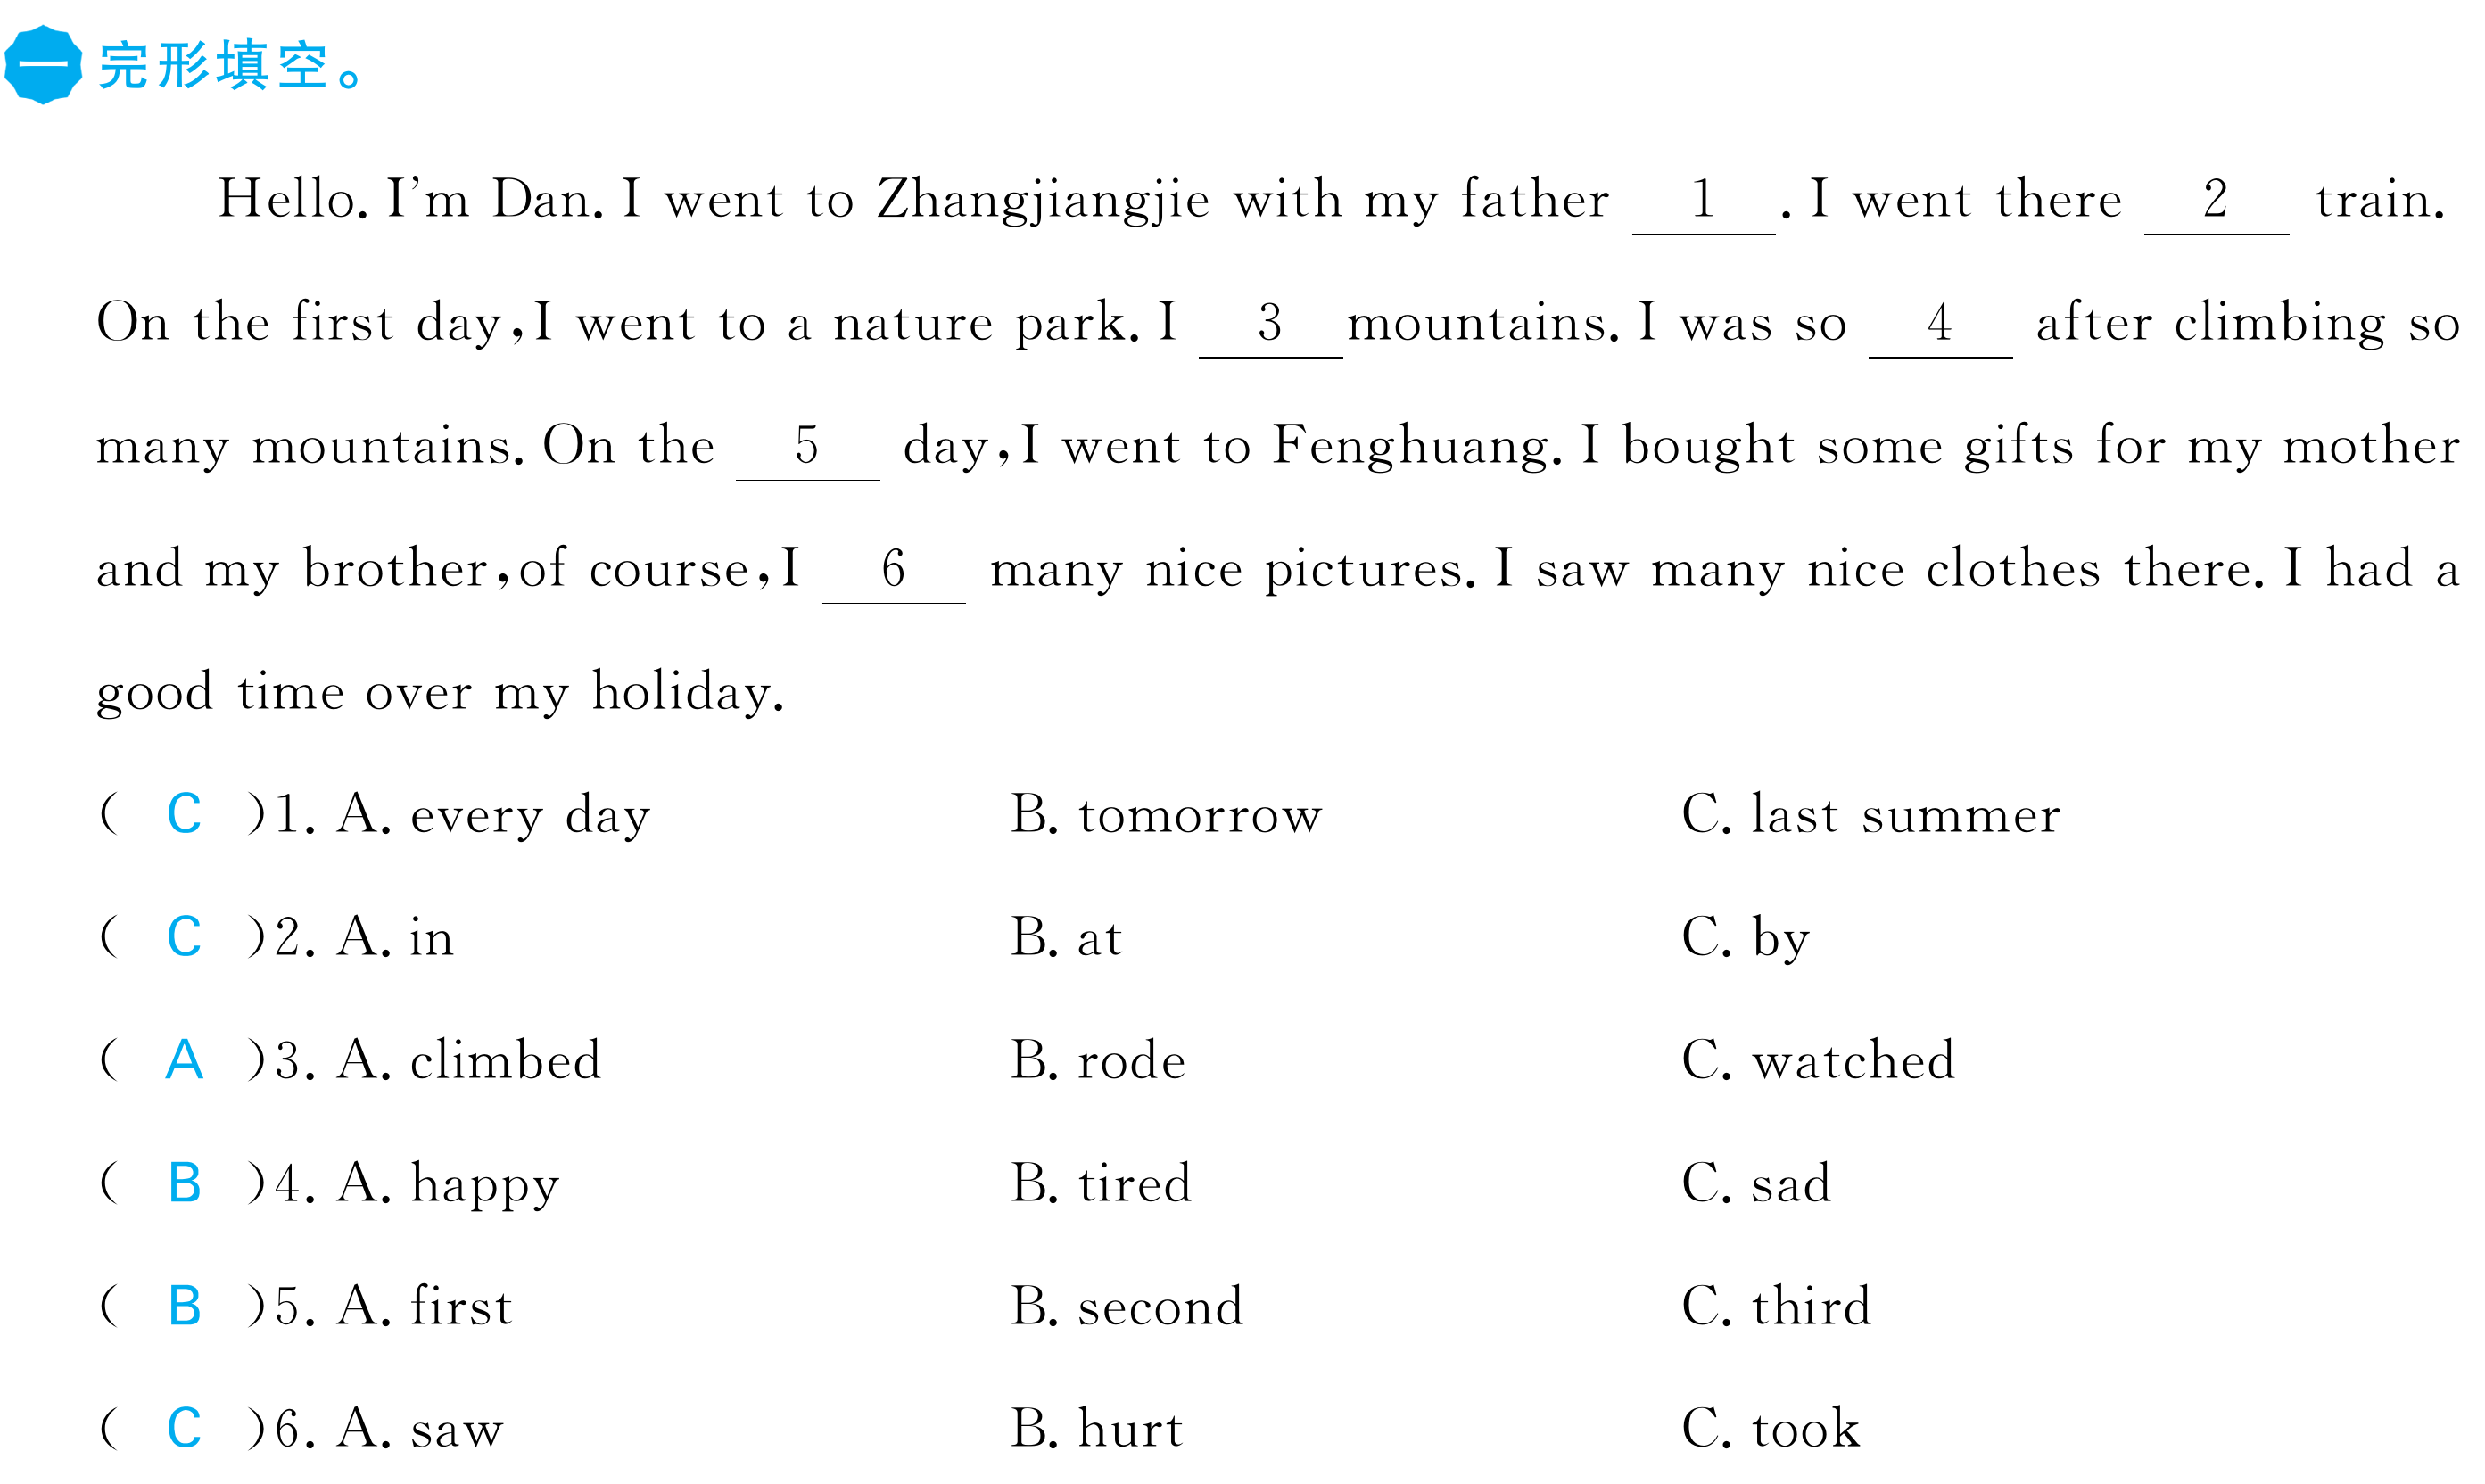 一 完形填空。
Hello. I'm Dan. I went to Zhangjiangjie with my father 1 . I went there 2 train.
On the first day, I went to a nature park. I 3 mountains. I was so 4 after climbing so
many mountains. On the 5 day, I went to Fenghuang. I bought some gifts for my mother
and my brother, of course, I 6 many nice pictures. I saw many nice clothes there. I had a
good time over my holiday.
( C )1. A. every day B. tomorrow C. last summer
( C )2. A. in B. at C. by
( A )3. A. climbed B. rode C. watched
( B )4. A. happy B. tired C. sad
( B )5. A. first B. second C. third
( C )6. A. saw B. hurt C. took